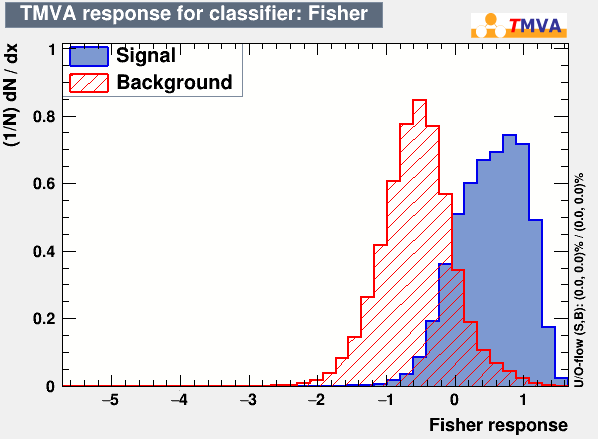 TMVA response for classifier: Fisher
TMVA
(1/N) dN / dx
Signal
Background
1
0.8
0.6
0.4
0.2
0
−5 −4 −3 −2 −1 0 1
Fisher response
U/O-flow (S,B): (0.0, 0.0)% / (0.0, 0.0)%